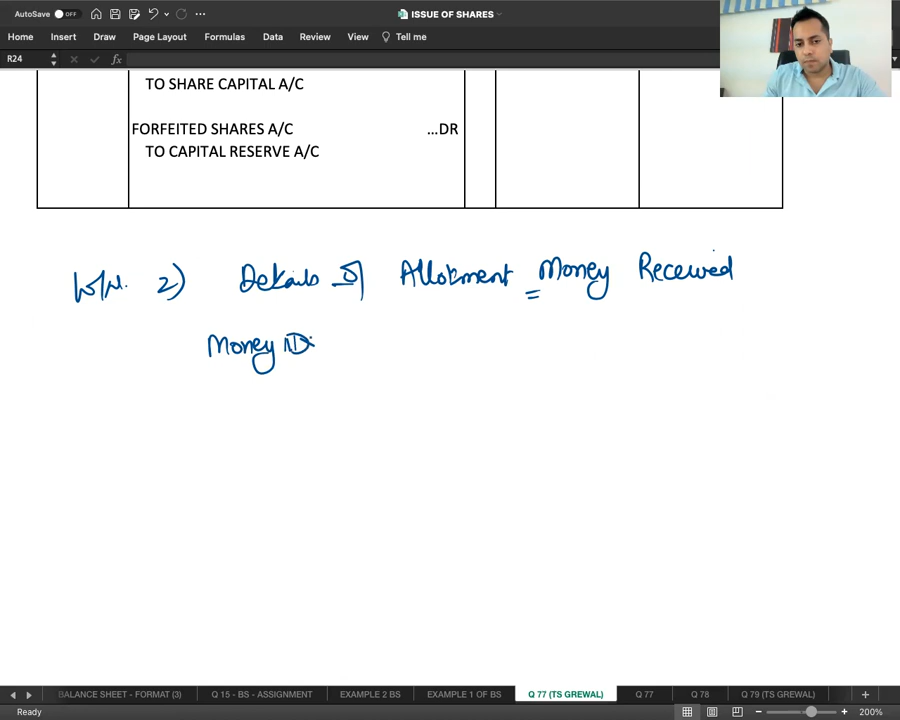 AutoSave OFF ... ISSUE OF SHARES
Home Insert Draw Page Layout Formulas Data Review View Tell me
R24 fx
TO SHARE CAPITAL A/C
FORFEITED SHARES A/C ...DR
TO CAPITAL RESERVE A/C
W/N. 2) Details of Allotment Money Received
Money
BALANCE SHEET - FORMAT (3) Q 15 - BS - ASSIGNMENT EXAMPLE 2 BS EXAMPLE 1 OF BS Q 77 (TS GREWAL) Q 77 Q 78 Q 79 (TS GREWAL) +
Ready - + 200%